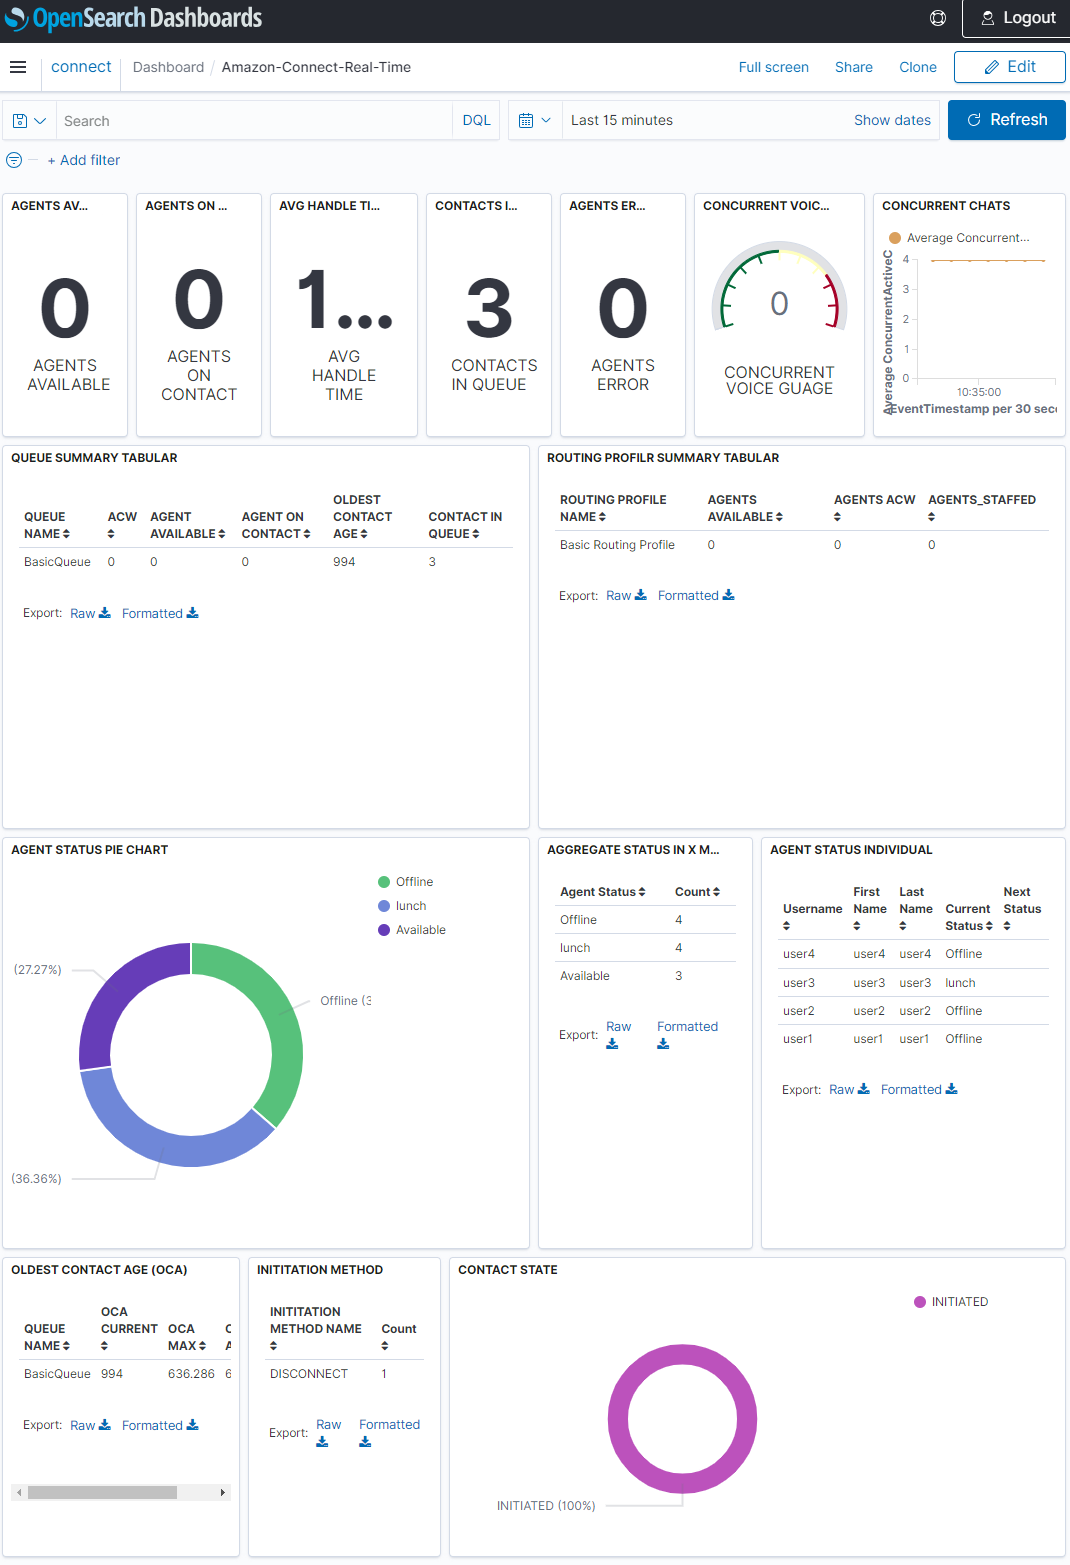 OpenSearch Dashboards
Logout
connect
Dashboard / Amazon-Connect-Real-Time
Full screen
Share
Clone
Edit
Search
DQL
Last 15 minutes
Show dates
Refresh
+ Add filter
AGENTS AV...
0
AGENTS
AVAILABLE
AGENTS ON ...
0
AGENTS
ON
CONTACT
AVG HANDLE TI...
1...
AVG
HANDLE
TIME
CONTACTS I...
3
CONTACTS
IN QUEUE
AGENTS ER...
0
AGENTS
ERROR
CONCURRENT VOIC...
0
CONCURRENT
VOICE GUAGE
CONCURRENT CHATS
Average Concurrent...
Average ConcurrentActiveC
4
3
2
1
0
10:35:00
EventTimestamp per 30 seco
QUEUE SUMMARY TABULAR
QUEUE NAME
ACW
AGENT AVAILABLE
AGENT ON CONTACT
OLDEST CONTACT AGE
CONTACT IN QUEUE
BasicQueue 0 0 0 994 3
Export: Raw Formatted
ROUTING PROFILR SUMMARY TABULAR
ROUTING PROFILE NAME
AGENTS AVAILABLE
AGENTS ACW
AGENTS_STAFFED
Basic Routing Profile 0 0 0
Export: Raw Formatted
AGENT STATUS PIE CHART
Offline
lunch
Available
(27.27%)
Offline (3
(36.36%)
AGGREGATE STATUS IN X M...
Agent Status Count
Offline 4
lunch 4
Available 3
Export: Raw Formatted
AGENT STATUS INDIVIDUAL
Username
First Name
Last Name
Current Status
Next Status
user4 user4 user4 Offline
user3 user3 user3 lunch
user2 user2 user2 Offline
user1 user1 user1 Offline
Export: Raw Formatted
OLDEST CONTACT AGE (OCA)
QUEUE NAME
OCA CURRENT
OCA MAX
BasicQueue 994 636.286 6
Export: Raw Formatted
INITITATION METHOD
INITITATION METHOD NAME
Count
DISCONNECT 1
Export: Raw Formatted
CONTACT STATE
INITIATED
INITIATED (100%)